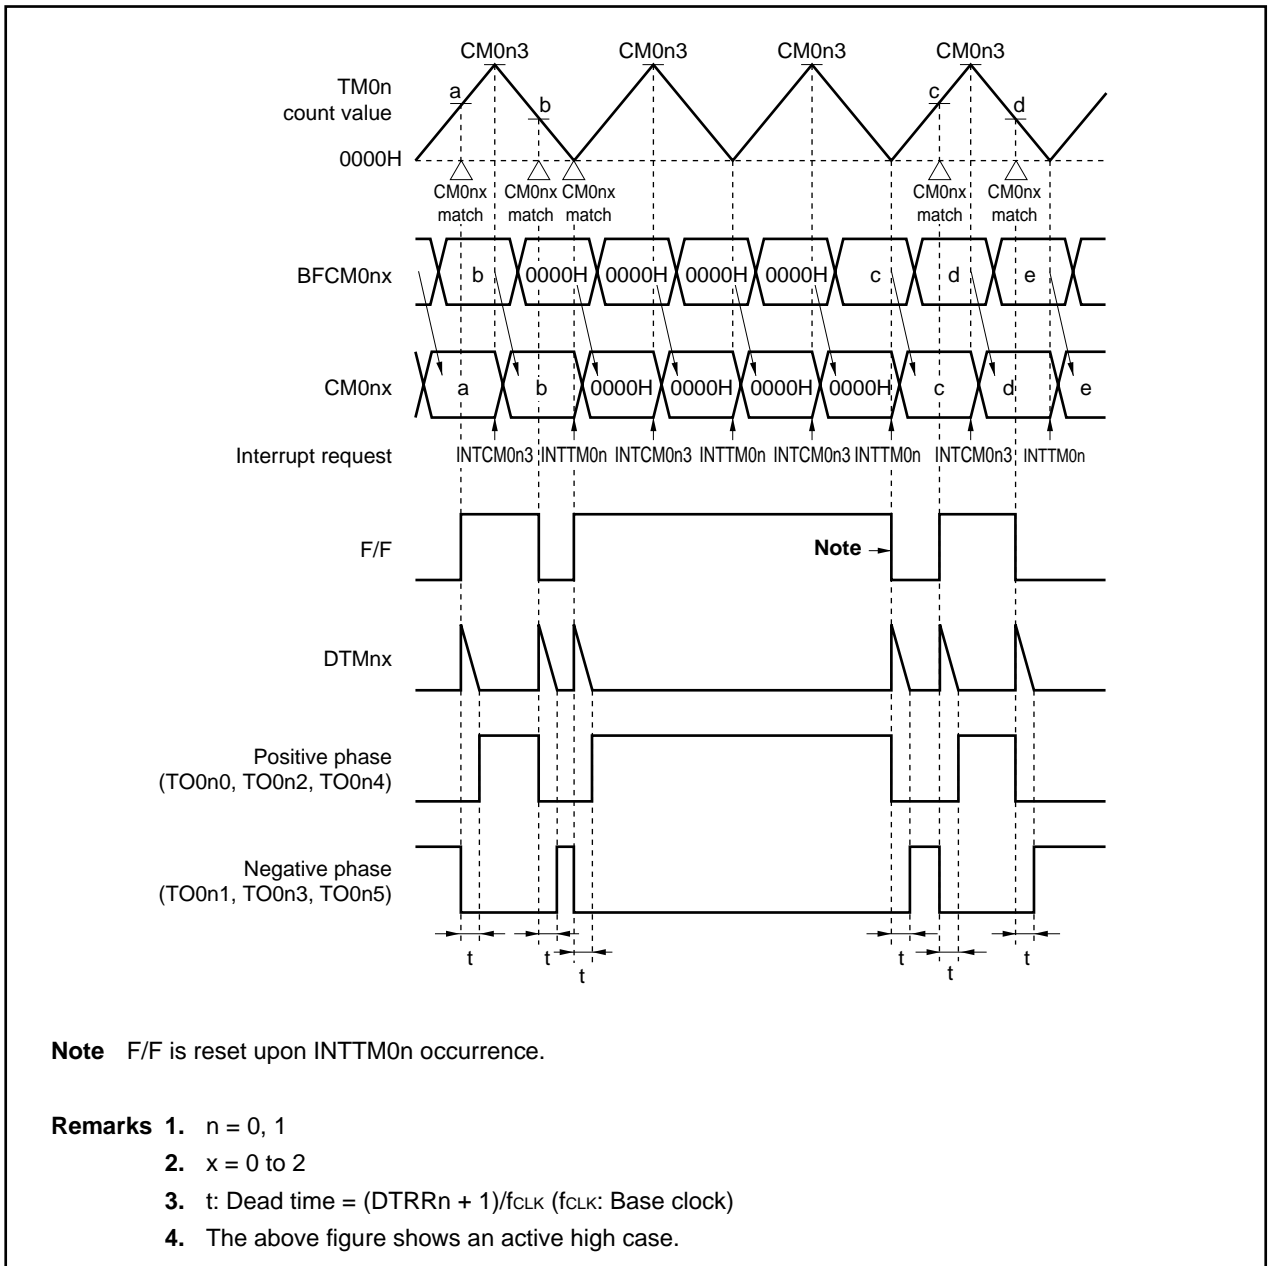 CM0n3 CM0n3 CM0n3 CM0n3
TM0n
count value
a b c d
0000H
CM0nx CM0nx CM0nx CM0nx CM0nx
match match match match match
BFCM0nx b 0000H 0000H 0000H 0000H c d e
CM0nx a b 0000H 0000H 0000H 0000H c d e
Interrupt request INTCM0n3 INTTM0n INTCM0n3 INTTM0n INTCM0n3 INTTM0n INTCM0n3 INTTM0n
F/F Note
DTMnx
Positive phase
(TO0n0, TO0n2, TO0n4)
Negative phase
(TO0n1, TO0n3, TO0n5)
t t t t t t
Note F/F is reset upon INTTM0n occurrence.
Remarks 1. n = 0, 1
2. x = 0 to 2
3. t: Dead time = (DTRRn + 1)/fCLK (fCLK: Base clock)
4. The above figure shows an active high case.